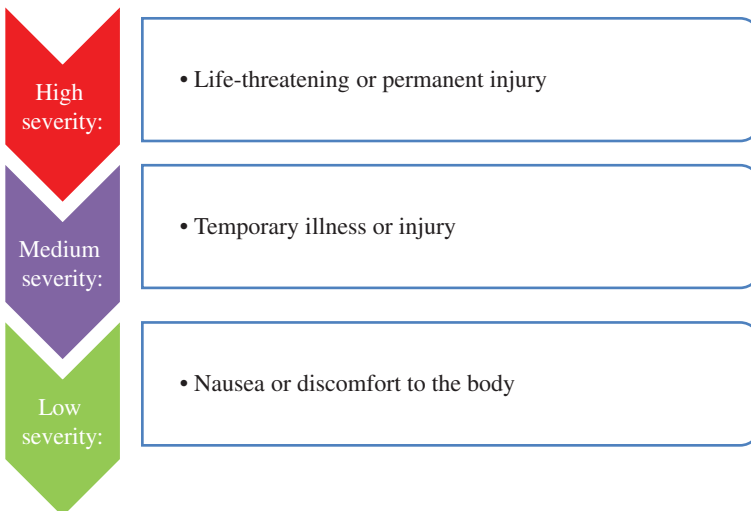 High
severity:
• Life-threatening or permanent injury
Medium
severity:
• Temporary illness or injury
Low
severity:
• Nausea or discomfort to the body